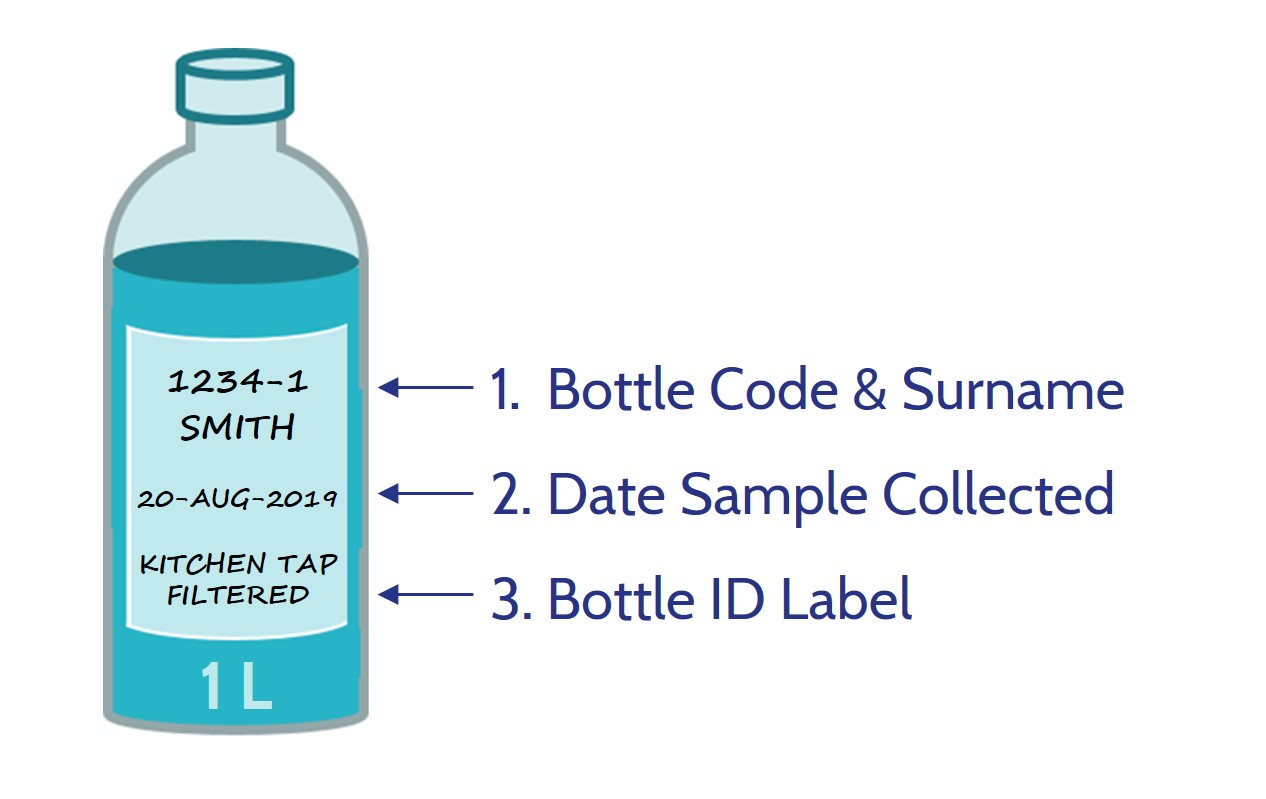 1234-1
SMITH
20-AUG-2019
KITCHEN TAP
FILTERED
1 L
1. Bottle Code & Surname
2. Date Sample Collected
3. Bottle ID Label